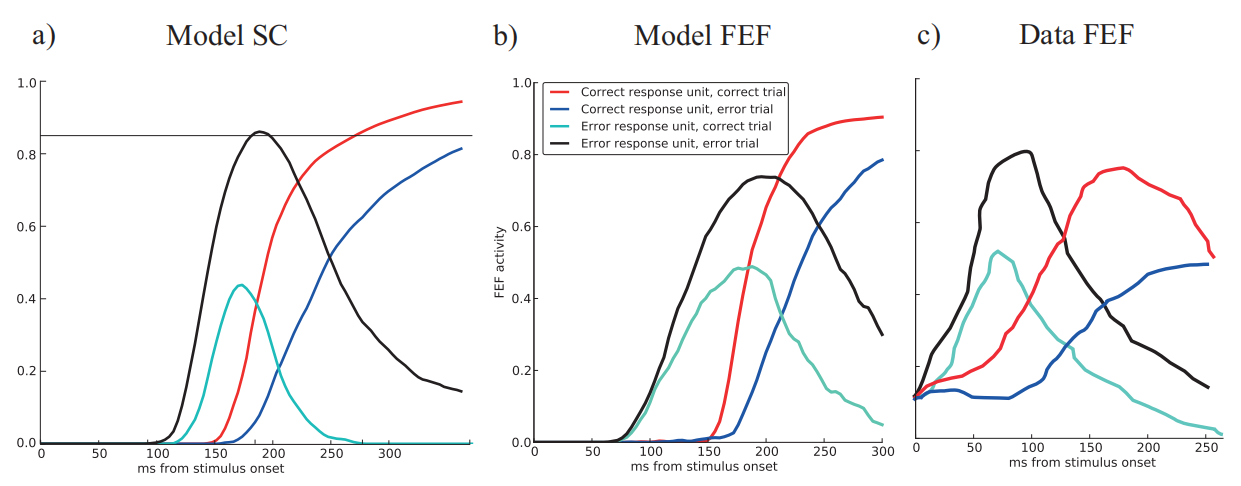 a) Model SC
b) Model FEF
c) Data FEF
1.0
0.8
0.6
0.4
0.2
0.0
0 50 100 150 200 250 300
ms from stimulus onset
1.0
0.8
0.6
0.4
0.2
0.0
FEF activity
Correct response unit, correct trial
Correct response unit, error trial
Error response unit, correct trial
Error response unit, error trial
0 50 100 150 200 250 300
ms from stimulus onset
0 50 100 150 200 250
ms from stimulus onset